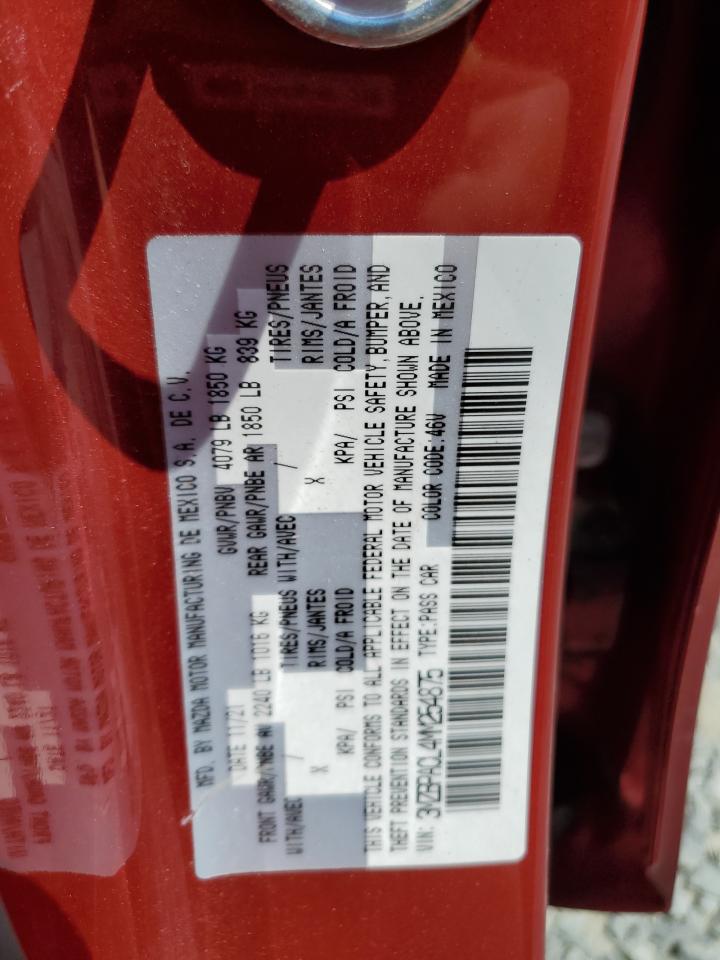 MFD. BY MAZDA MOTOR MANUFACTURING DE MEXICO S.A. DE C.V.
DATE 11/21 GVWR/PNBV 4079 LB 1850 KG
FRONT GAWR/PNBE AV 2240 LB 1016 KG REAR GAWR/PNBE AR 1850 LB 839 KG
WITH/AVEC / TIRES/PNEUS WITH/AVEC / TIRES/PNEUS
X RIMS/JANTES X RIMS/JANTES
KPA/ PSI COLD/A FROID KPA/ PSI COLD/A FROID
THIS VEHICLE CONFORMS TO ALL APPLICABLE FEDERAL MOTOR VEHICLE SAFETY, BUMPER, AND
THEFT PREVENTION STANDARDS IN EFFECT ON THE DATE OF MANUFACTURE SHOWN ABOVE.
VIN: 3MZBPACL4MM254875 TYPE:PASS CAR COLOR CODE:46V MADE IN MEXICO